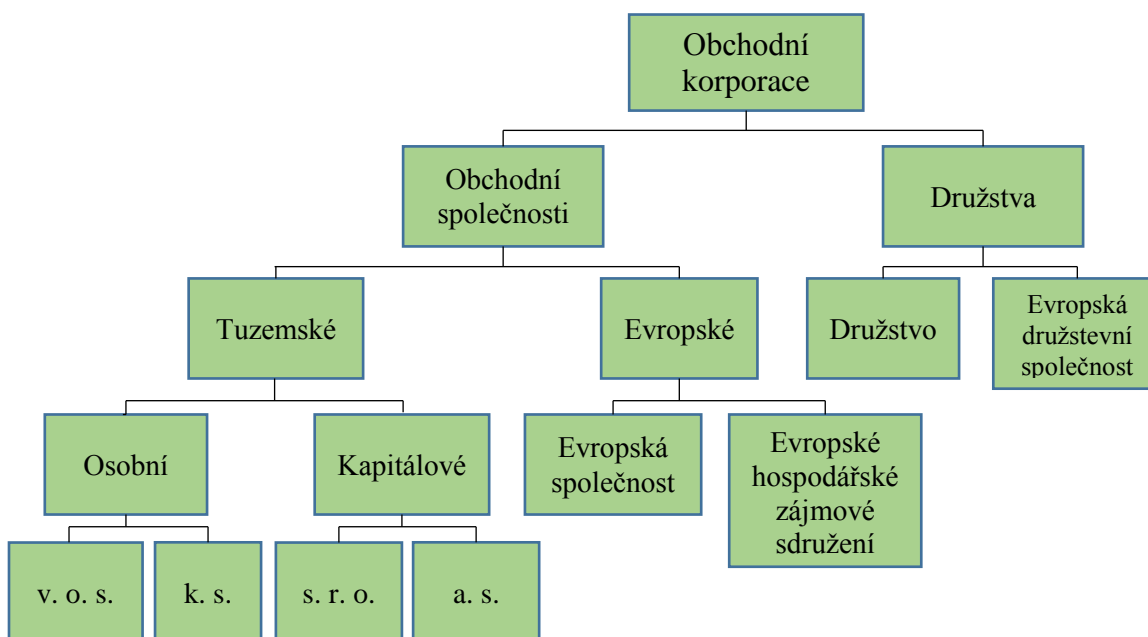 Obchodní
korporace
Obchodní
společnosti
Družstva
Tuzemské
Evropské
Družstvo
Evropská
družstevní
společnost
Osobní
Kapitálové
Evropská
společnost
Evropské
hospodářské
zájmové
sdružení
v. o. s.
k. s.
s. r. o.
a. s.